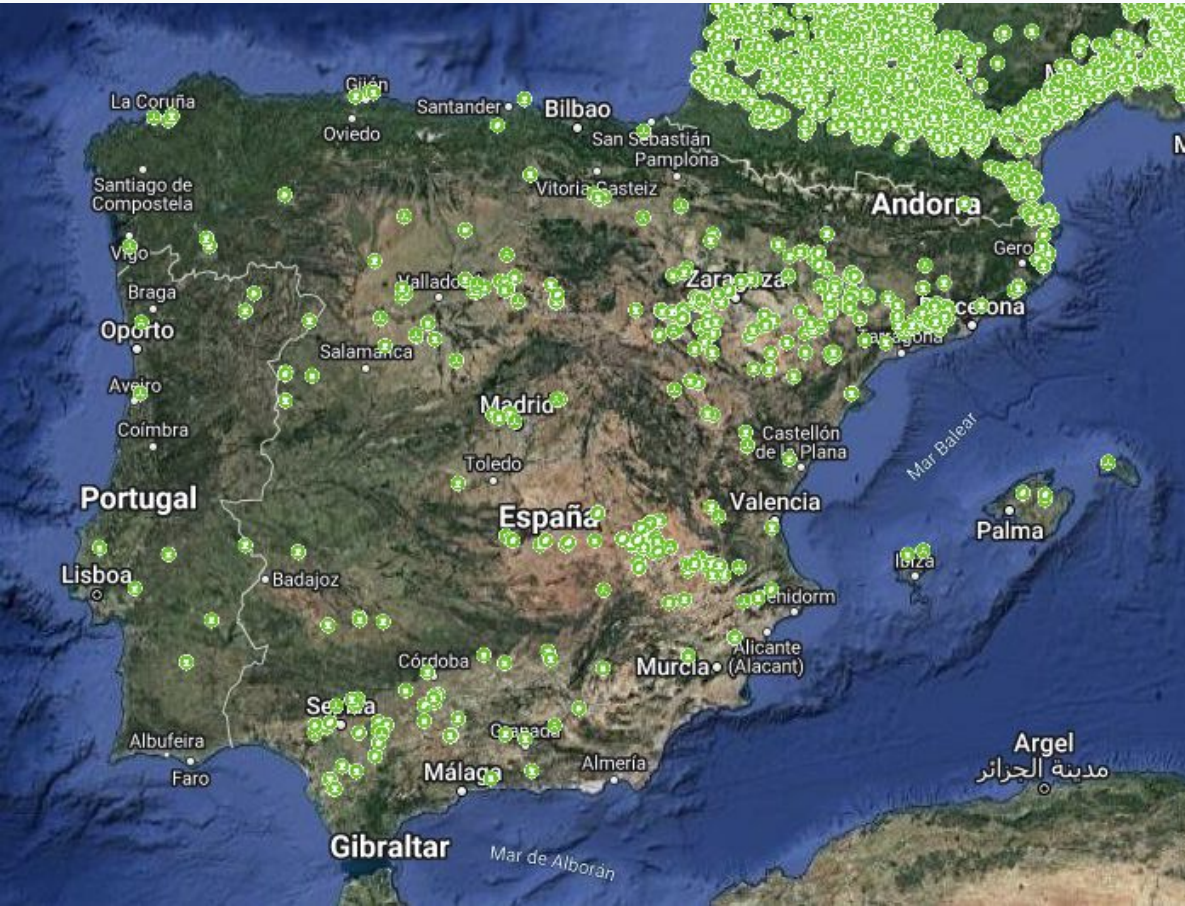 Gijón
La Coruña
Santander
Bilbao
Oviedo
San Sebastián
Pamplona
Santiago de
Compostela
Vitoria-Gasteiz
Andorra
Vigo
Gero
Zaragoza
Braga
Vallado
Barcelona
Oporto
Tarragona
Salamanca
Aveiro
Madrid
Coímbra
Castellón
de la Plana
Mar Balear
Toledo
Portugal
España
Valencia
Palma
Ibiza
Lisboa
Badajoz
Benidorm
Córdoba
Murcia
Alicante
(Alacant)
Sevilla
Granada
Albufeira
Faro
Málaga
Almería
Argel
مدينة الجزائر
Gibraltar
Mar de Alborán